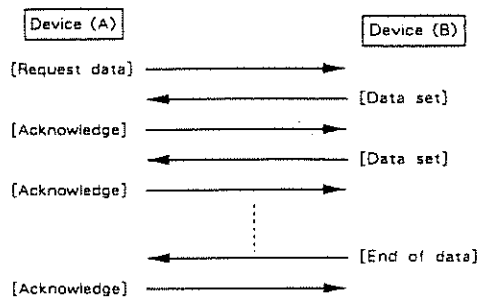 Device (A)
Device (B)
[Request data]
[Data set]
[Acknowledge]
[Data set]
[Acknowledge]
[End of data]
[Acknowledge]